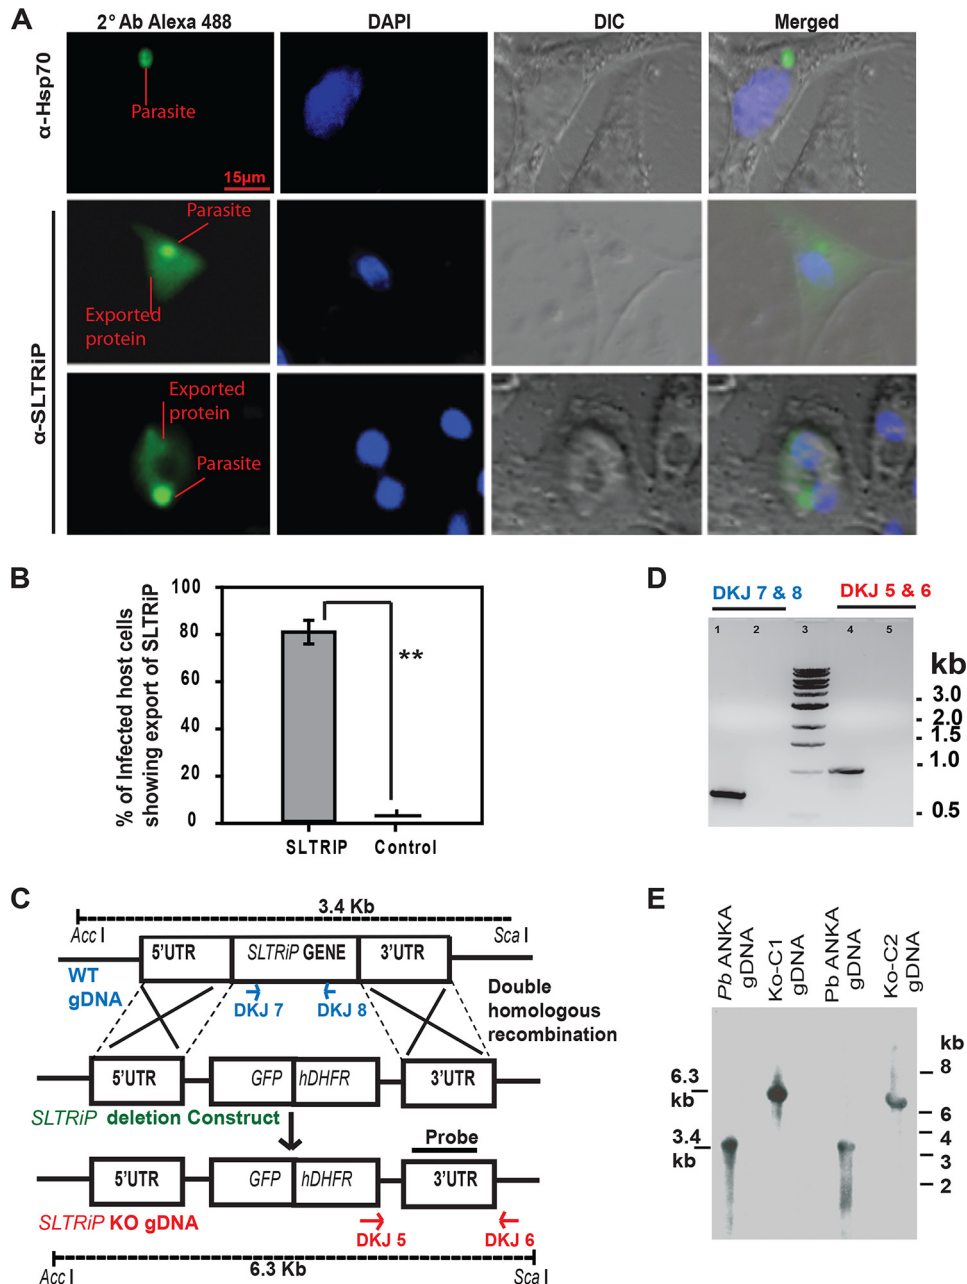 A
2° Ab Alexa 488 DAPI DIC Merged
α-Hsp70
Parasite
15µm
α-SLTRiP
Parasite
Exported
protein
Exported
protein
Parasite
B
% of Infected host cells
showing export of SLTRiP
100
80
60
40
20
0
**
SLTRIP Control
C
3.4 Kb
Acc I Sca I
5'UTR SLTRiP GENE 3'UTR
WT
gDNA
DKJ 7 DKJ 8
Double
homologous
recombination
5'UTR GFP hDHFR 3'UTR
SLTRiP deletion Construct
Probe
5'UTR GFP hDHFR 3'UTR
SLTRiP KO gDNA
DKJ 5 DKJ 6
6.3 Kb
Acc I Sca I
D
DKJ 7 & 8 DKJ 5 & 6
1 2 3 4 5
kb
3.0
2.0
1.5
1.0
0.5
E
Pb ANKA
gDNA
Ko-C1
gDNA
Pb ANKA
gDNA
Ko-C2
gDNA
6.3
kb
3.4
kb
kb
8
6
4
3
2